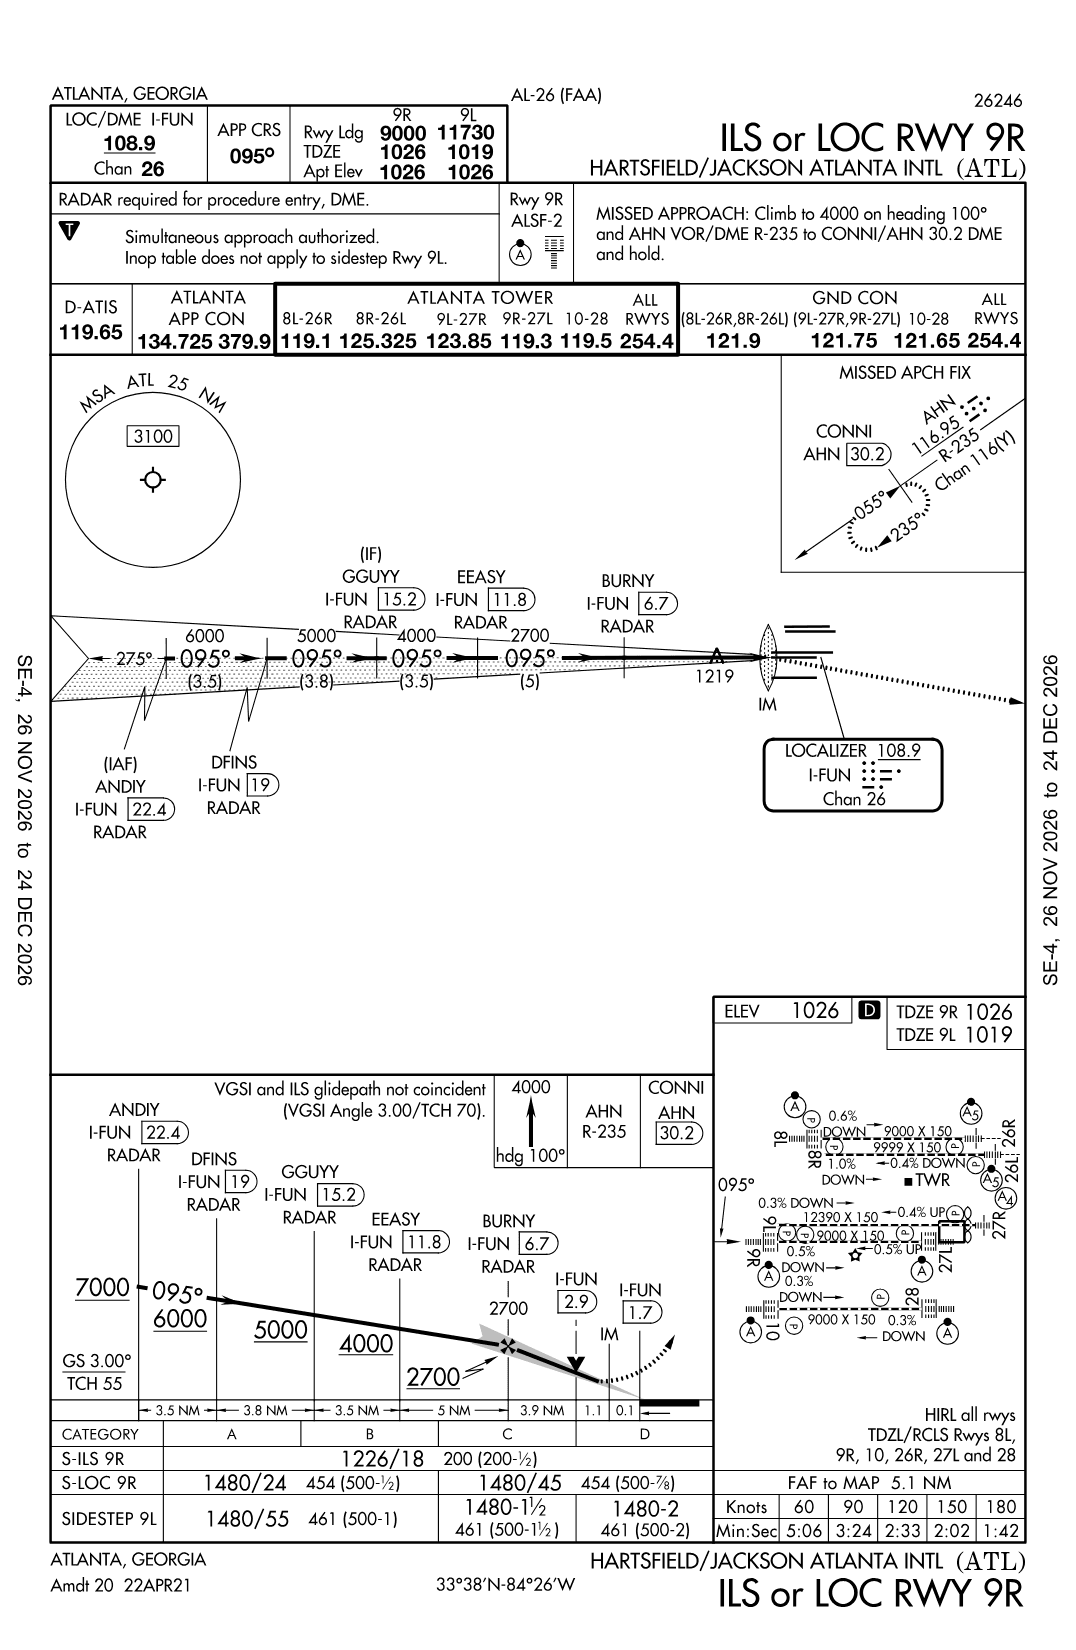 ATLANTA, GEORGIA
AL-26 (FAA)
26246
LOC/DME I-FUN
108.9
Chan 26
APP CRS
095°
9R 9L
Rwy Ldg 9000 11730
TDZE 1026 1019
Apt Elev 1026 1026
ILS or LOC RWY 9R
HARTSFIELD/JACKSON ATLANTA INTL (ATL)
RADAR required for procedure entry, DME.
T
Simultaneous approach authorized.
Inop table does not apply to sidestep Rwy 9L.
Rwy 9R
ALSF-2
A
MISSED APPROACH: Climb to 4000 on heading 100°
and AHN VOR/DME R-235 to CONNI/AHN 30.2 DME
and hold.
D-ATIS
119.65
ATLANTA
APP CON
134.725 379.9
ATLANTA TOWER
8L-26R 8R-26L 9L-27R 9R-27L 10-28 ALL RWYS
119.1 125.325 123.85 119.3 119.5 254.4
GND CON
(8L-26R,8R-26L) (9L-27R,9R-27L) 10-28 ALL RWYS
121.9 121.75 121.65 254.4
MSA ATL 25 NM
3100
MISSED APCH FIX
CONNI
AHN 30.2
AHN
116.95
R-235
Chan 116(Y)
055°
235°
(IF)
GGUYY
I-FUN 15.2
RADAR
EEASY
I-FUN 11.8
RADAR
BURNY
I-FUN 6.7
RADAR
6000 5000 4000 2700
275° 095° 095° 095° 095°
(3.5) (3.8) (3.5) (5)
1219
IM
(IAF)
ANDIY
I-FUN 22.4
RADAR
DFINS
I-FUN 19
RADAR
LOCALIZER 108.9
I-FUN
Chan 26
SE-4, 26 NOV 2026 to 24 DEC 2026
SE-4, 26 NOV 2026 to 24 DEC 2026
ELEV 1026
D
TDZE 9R 1026
TDZE 9L 1019
A
P
0.6%
DOWN
9000 X 150
A5
8L
26R
8R
P
9999 X 150
P
26L
1.0%
DOWN
0.4% DOWN
P
A5
TWR
A4
095°
0.3% DOWN
0.4% UP
P
12390 X 150
9L
27R
P P
9000 X 150
P
9R
0.5%
DOWN
0.5% UP
27L
A
0.3%
DOWN
A
P
28
10
P
9000 X 150
0.3%
DOWN
A
A
HIRL all rwys
TDZL/RCLS Rwys 8L,
9R, 10, 26R, 27L and 28
FAF to MAP 5.1 NM
Knots 60 90 120 150 180
Min:Sec 5:06 3:24 2:33 2:02 1:42
VGSI and ILS glidepath not coincident
(VGSI Angle 3.00/TCH 70).
4000
hdg 100°
AHN
R-235
CONNI
AHN
30.2
ANDIY
I-FUN 22.4
RADAR
DFINS
I-FUN 19
RADAR
GGUYY
I-FUN 15.2
RADAR
EEASY
I-FUN 11.8
RADAR
BURNY
I-FUN 6.7
RADAR
I-FUN
2.9
I-FUN
1.7
7000
095°
6000
5000
4000
2700
2700
IM
GS 3.00°
TCH 55
3.5 NM 3.8 NM 3.5 NM 5 NM 3.9 NM 1.1 0.1
CATEGORY A B C D
S-ILS 9R 1226/18 200 (200-½)
S-LOC 9R 1480/24 454 (500-½) 1480/45 454 (500-⅞)
SIDESTEP 9L 1480/55 461 (500-1) 1480-1½ 461 (500-1½) 1480-2 461 (500-2)
ATLANTA, GEORGIA
Amdt 20 22APR21
33°38'N-84°26'W
HARTSFIELD/JACKSON ATLANTA INTL (ATL)
ILS or LOC RWY 9R